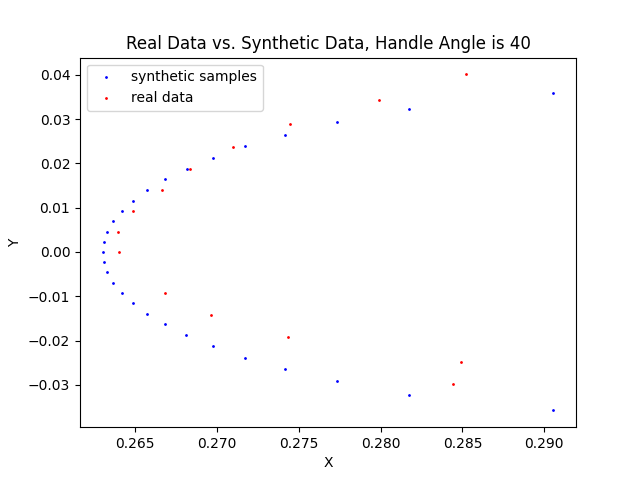 Real Data vs. Synthetic Data, Handle Angle is 40
synthetic samples
real data
0.04
0.03
0.02
0.01
0.00
−0.01
−0.02
−0.03
Y
0.265
0.270
0.275
0.280
0.285
0.290
X